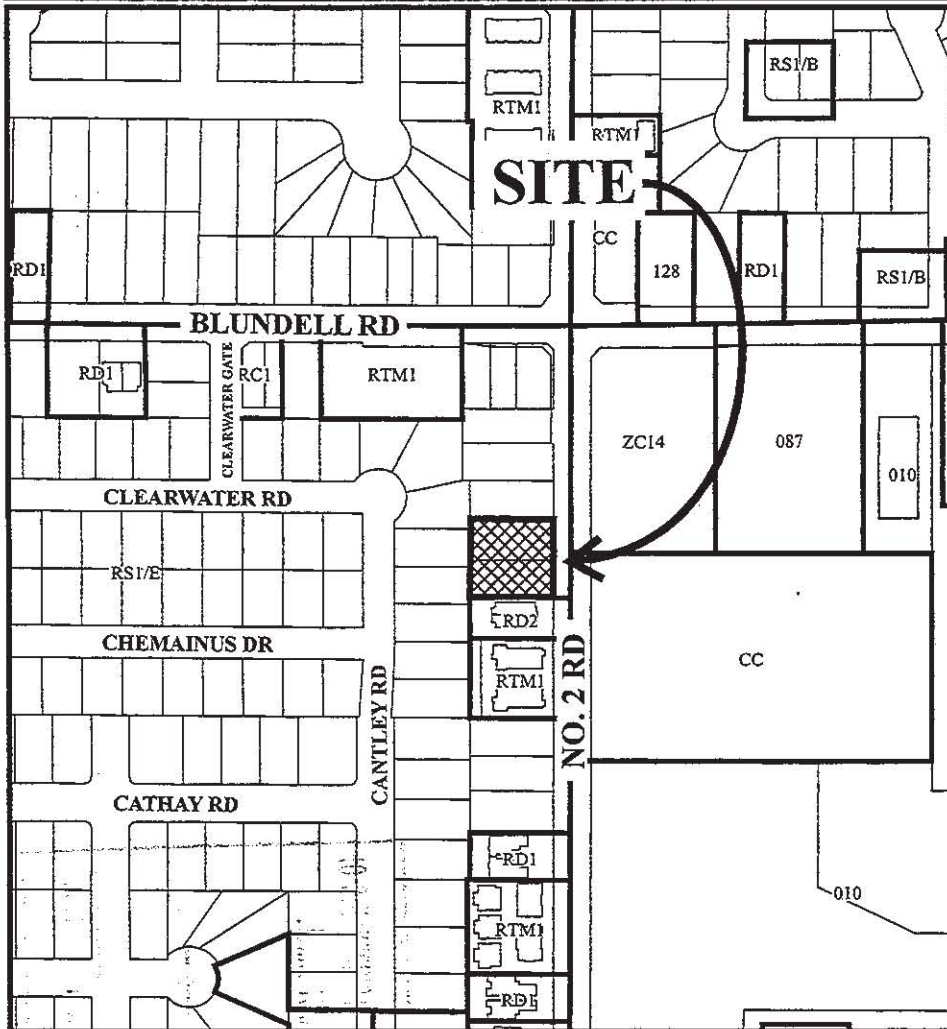 RS1/B
RTM1
RTM1
SITE
CC
128
RD1
RD1
RS1/B
BLUNDELL RD
RD1
CLEARWATER GATE
RC1
RTM1
ZC14
087
010
CLEARWATER RD
RS1/E
RD2
CHEMAINUS DR
RTM1
CC
NO. 2 RD
CANTLEY RD
CATHAY RD
RD1
010
RTM1
RD1